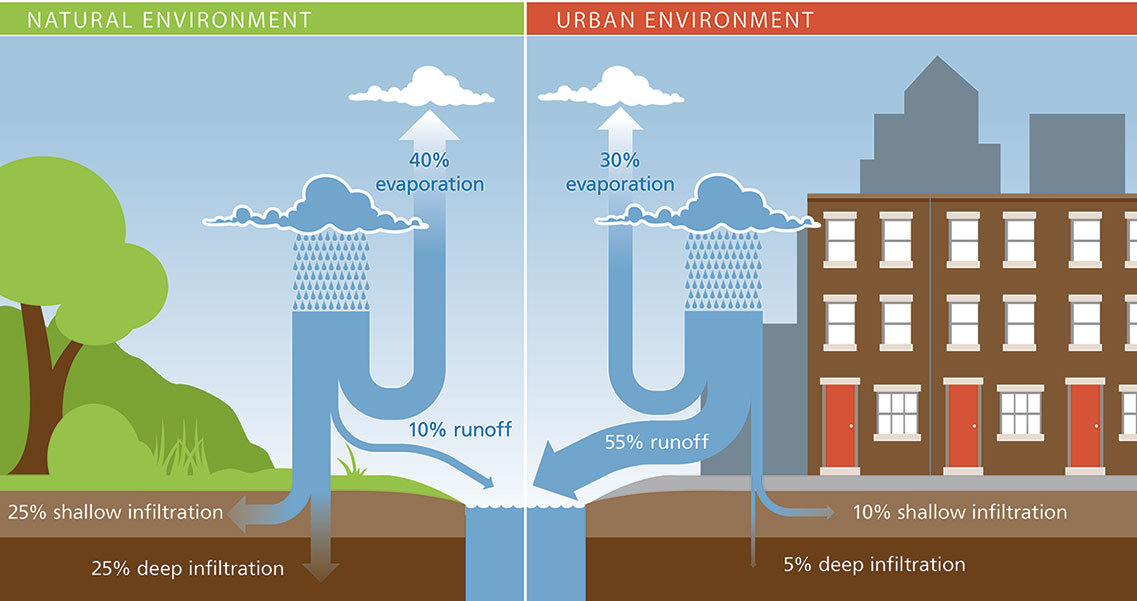 NATURAL ENVIRONMENT
40%
evaporation
10% runoff
25% shallow infiltration
25% deep infiltration
URBAN ENVIRONMENT
30%
evaporation
55% runoff
10% shallow infiltration
5% deep infiltration